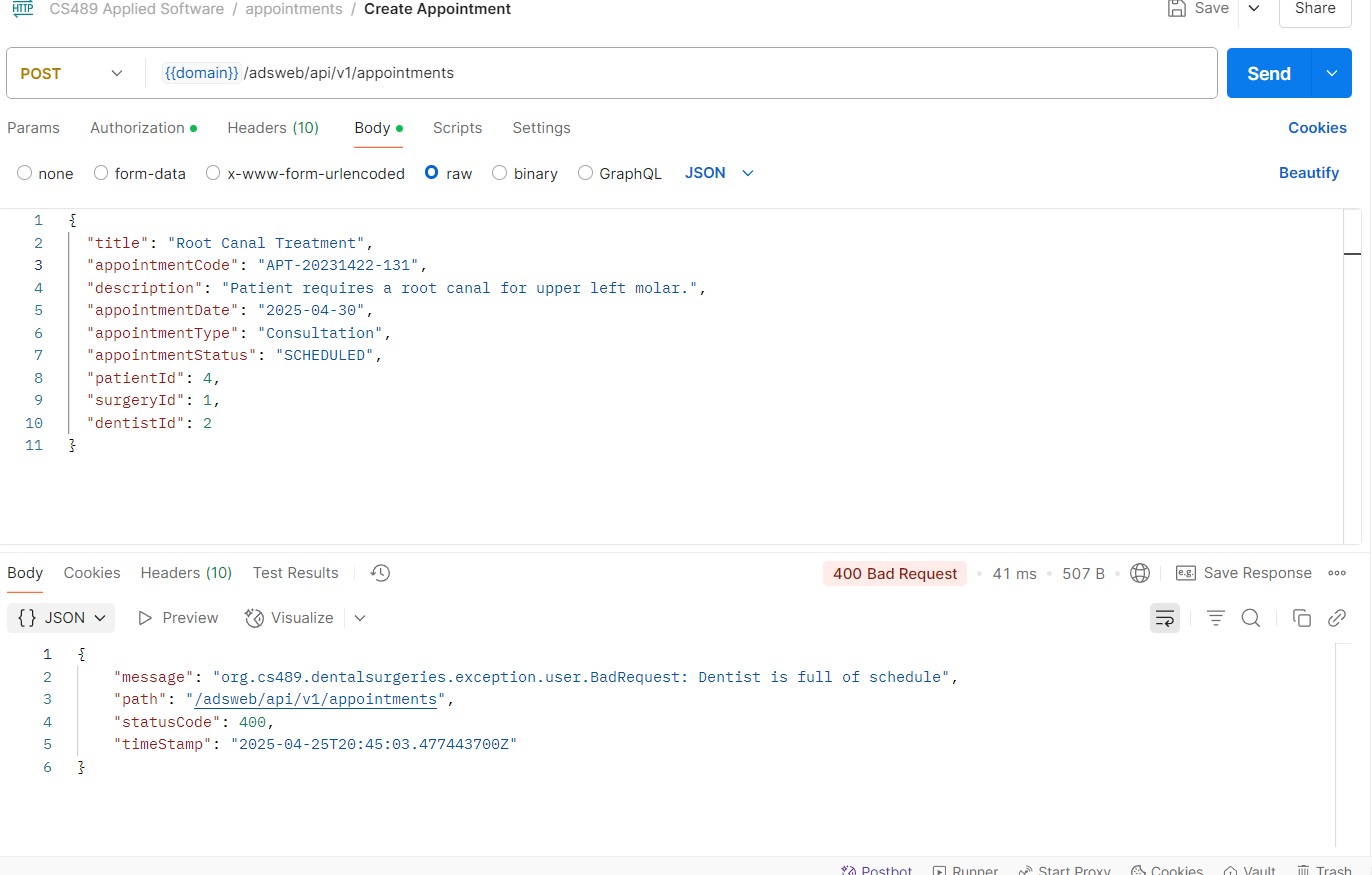 HTTP CS489 Applied Software / appointments / Create Appointment Save Share
POST {{domain}}/adsweb/api/v1/appointments Send
Params Authorization Headers (10) Body Scripts Settings Cookies
none form-data x-www-form-urlencoded raw binary GraphQL JSON Beautify
1 {
2 "title": "Root Canal Treatment",
3 "appointmentCode": "APT-20231422-131",
4 "description": "Patient requires a root canal for upper left molar.",
5 "appointmentDate": "2025-04-30",
6 "appointmentType": "Consultation",
7 "appointmentStatus": "SCHEDULED",
8 "patientId": 4,
9 "surgeryId": 1,
10 "dentistId": 2
11 }
Body Cookies Headers (10) Test Results 400 Bad Request • 41 ms • 507 B • e.g. Save Response
{} JSON Preview Visualize
1 {
2 "message": "org.cs489.dentalsurgeries.exception.user.BadRequest: Dentist is full of schedule",
3 "path": "/adsweb/api/v1/appointments",
4 "statusCode": 400,
5 "timeStamp": "2025-04-25T20:45:03.477443700Z"
6 }
Postbot Runner Start Proxy Cookies Vault Trash